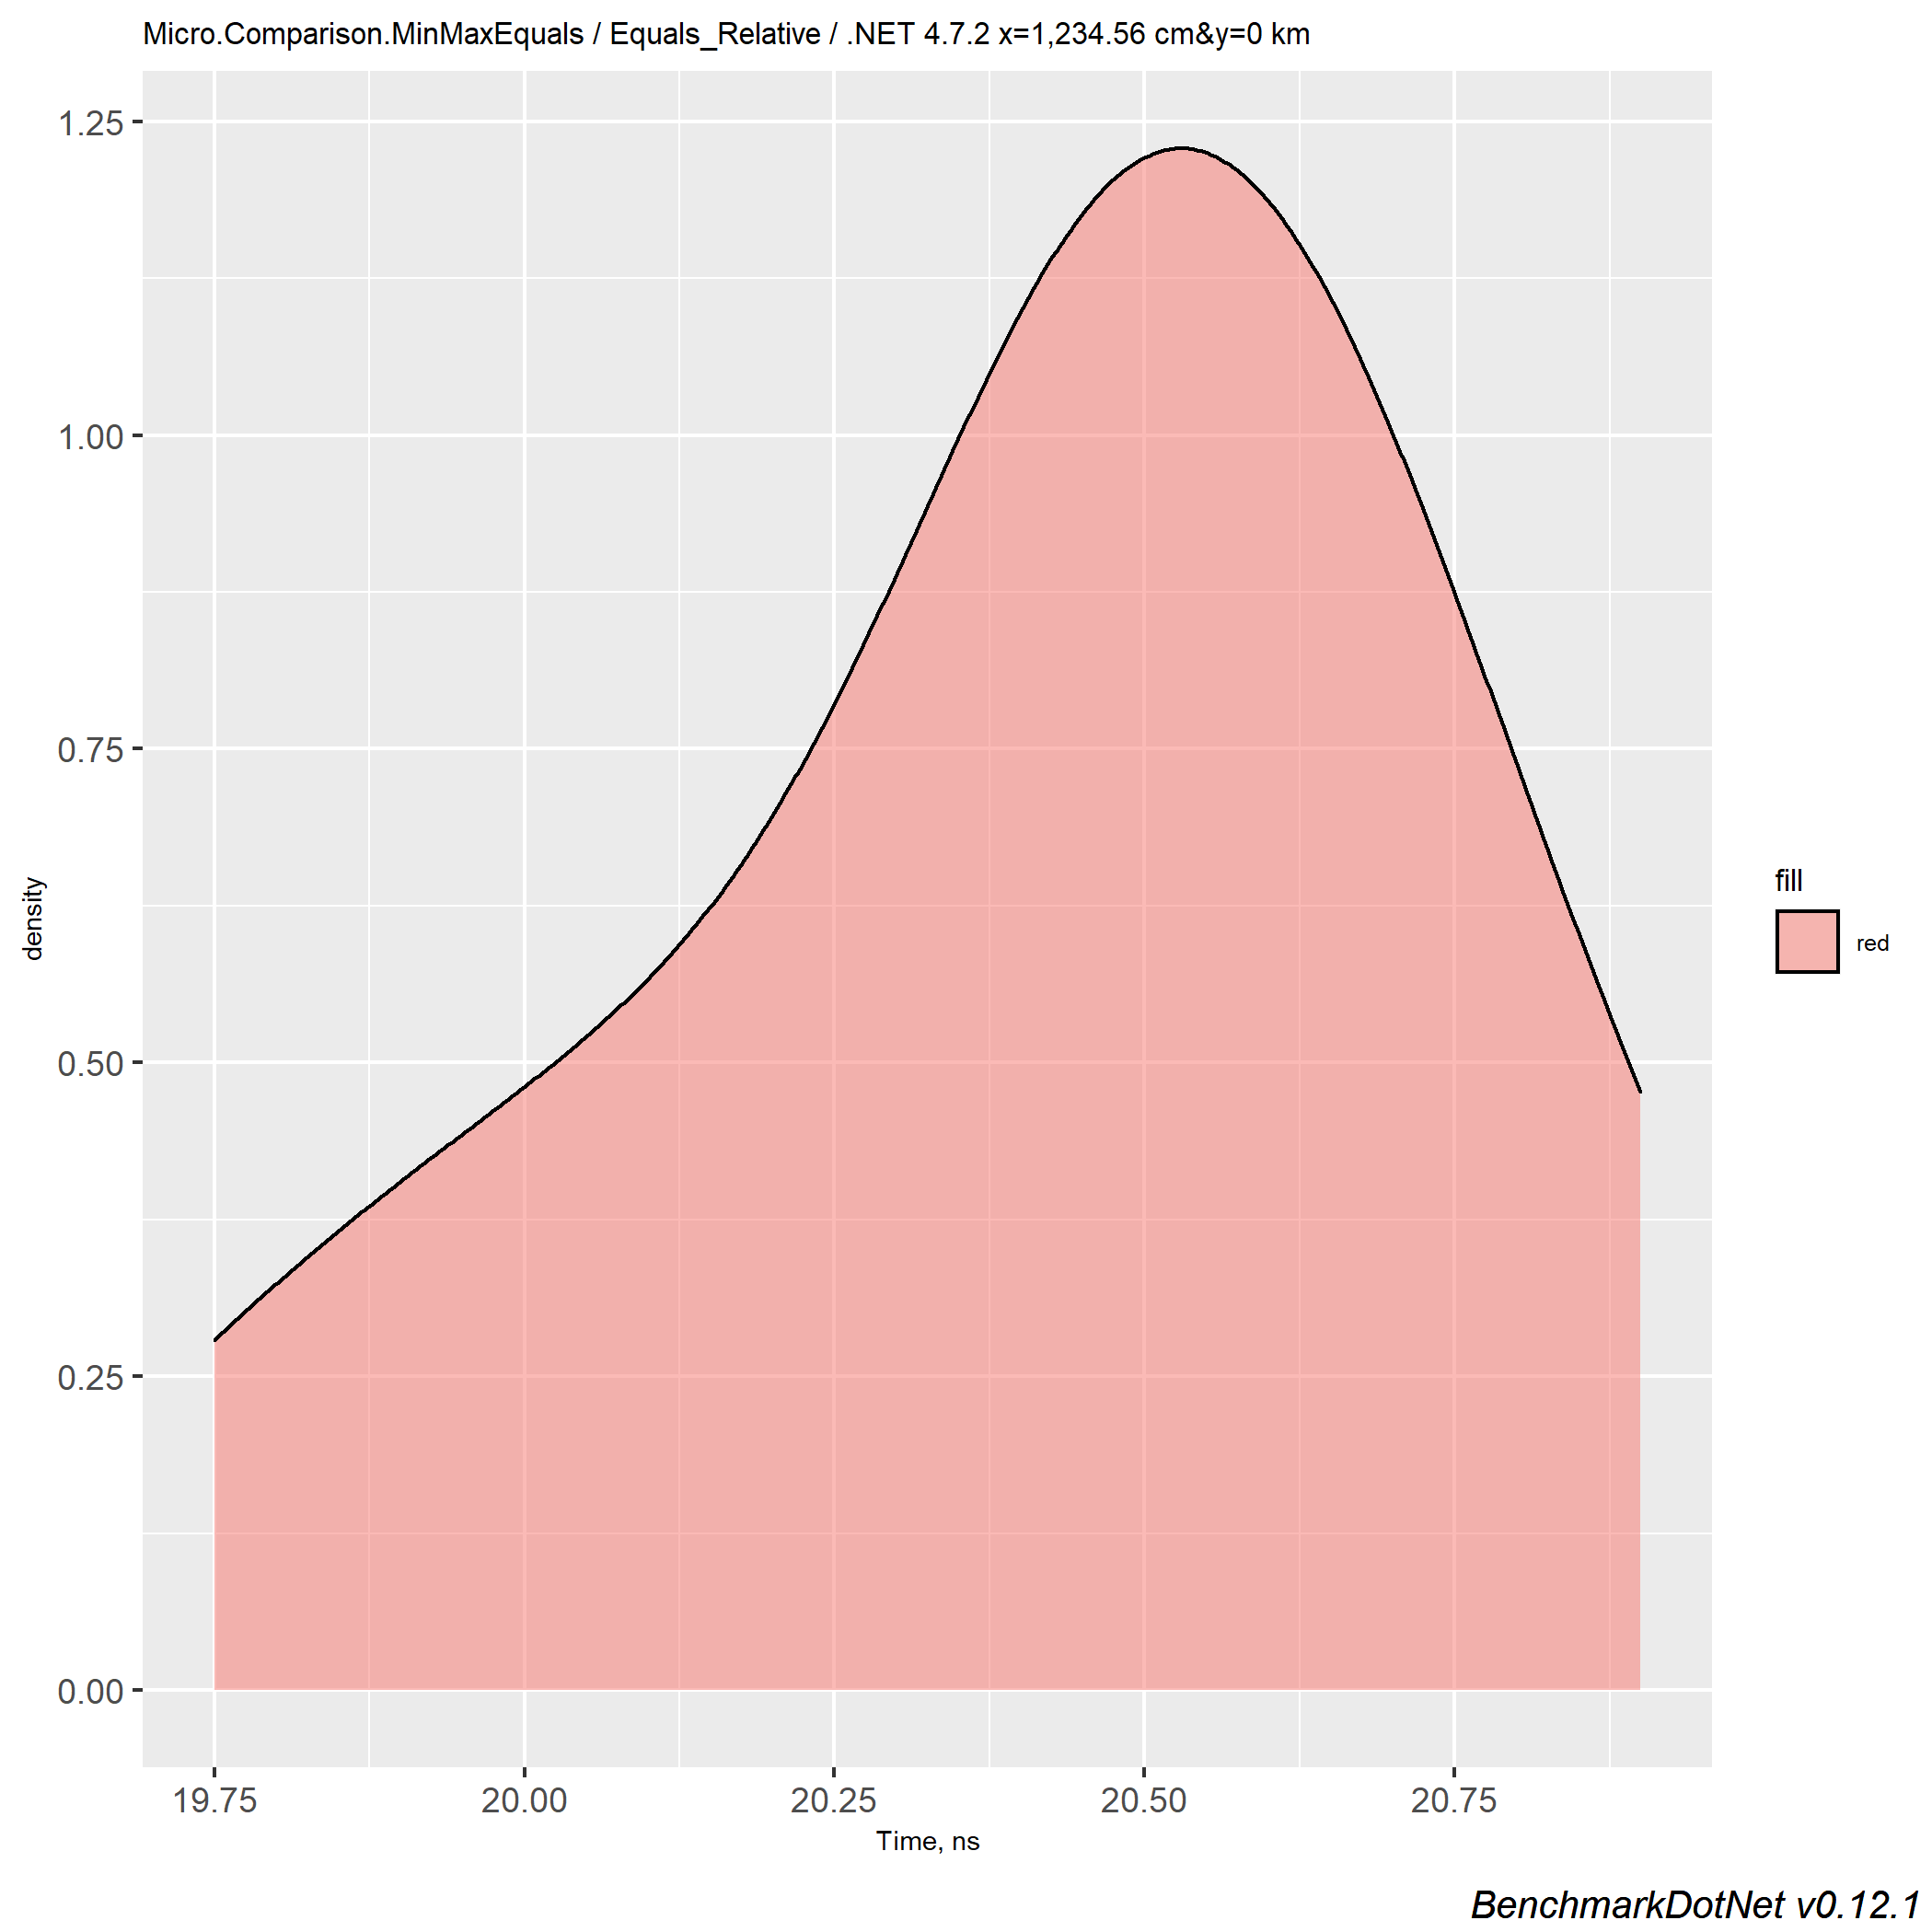 Micro.Comparison.MinMaxEquals / Equals_Relative / .NET 4.7.2 x=1,234.56 cm&y=0 km
1.25
1.00
0.75
0.50
0.25
0.00
density
19.75 20.00 20.25 20.50 20.75
Time, ns
fill
red
BenchmarkDotNet v0.12.1